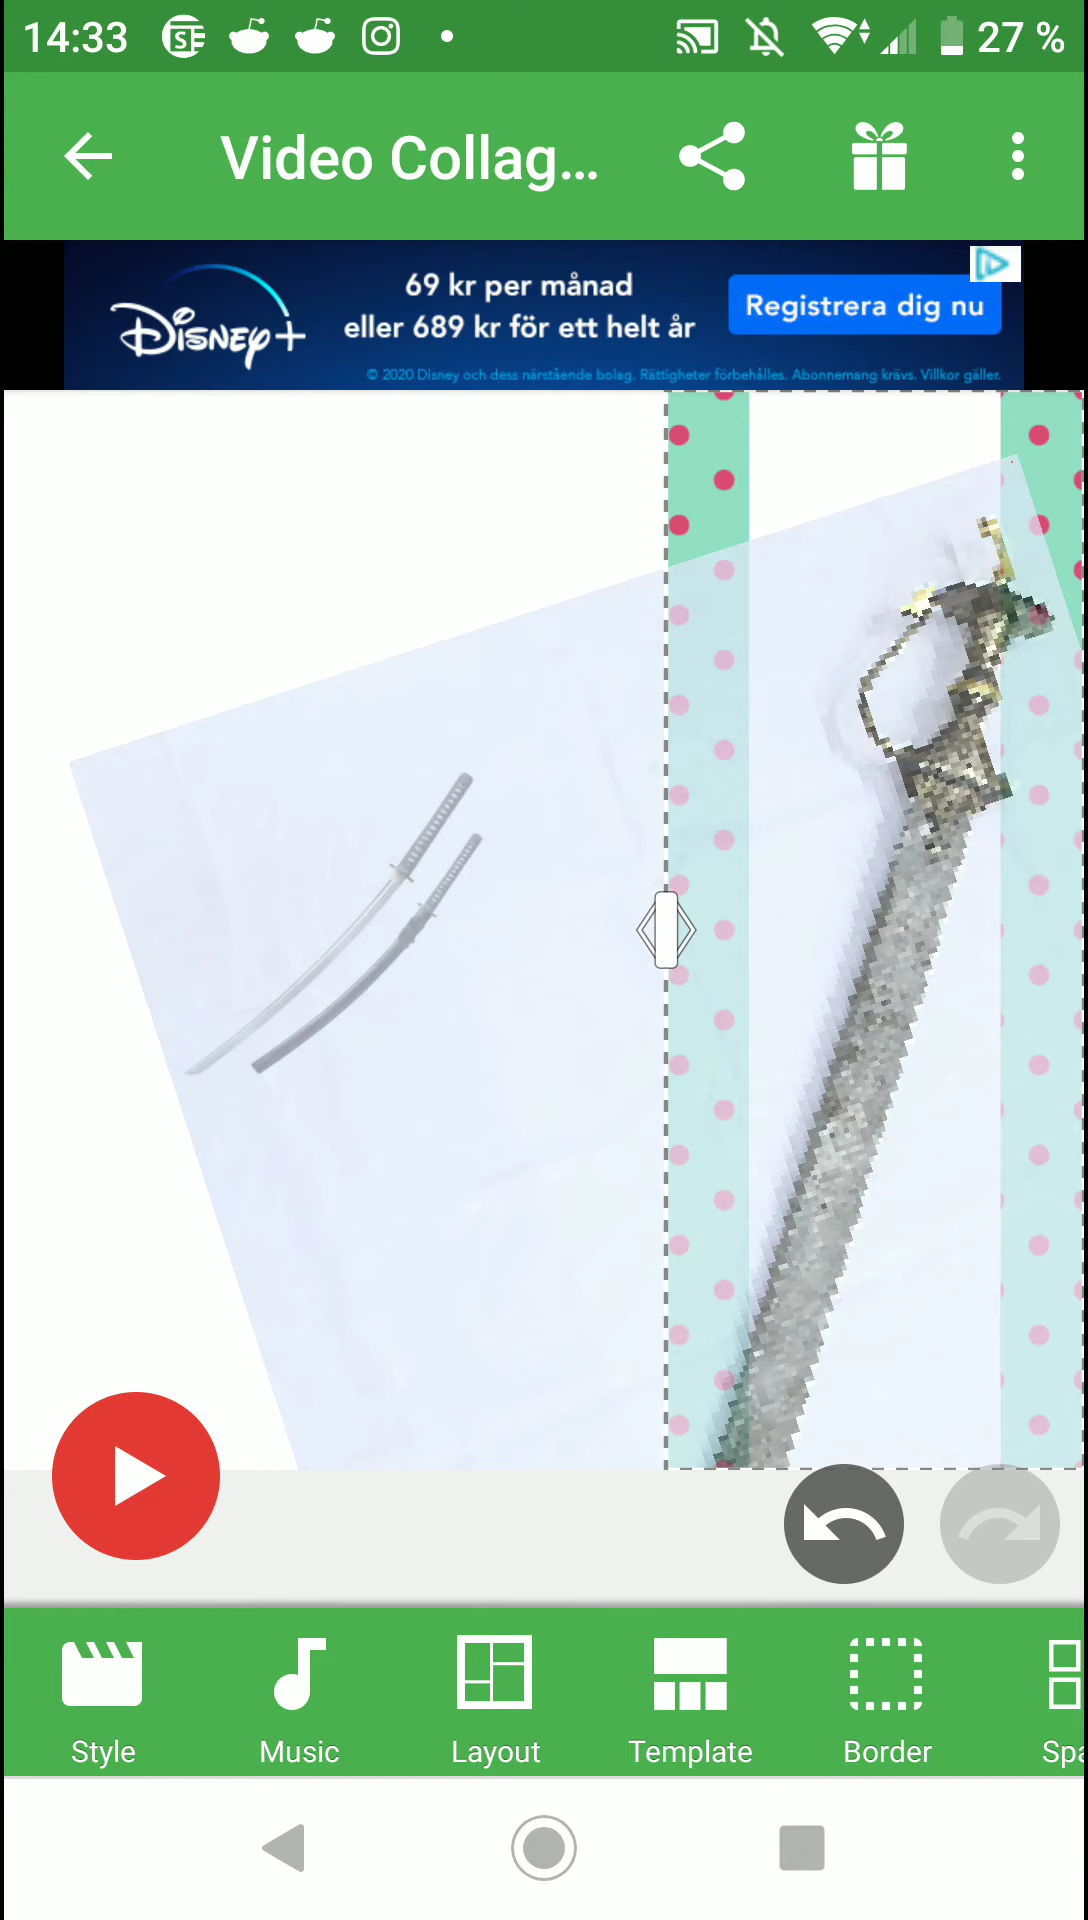 14:33
27 %
Video Collag...
Disney+
69 kr per månad
eller 689 kr för ett helt år
Registrera dig nu
© 2020 Disney och dess närstående bolag. Rättigheter förbehålles. Abonnemang krävs. Villkor gäller.
Style
Music
Layout
Template
Border
Spa